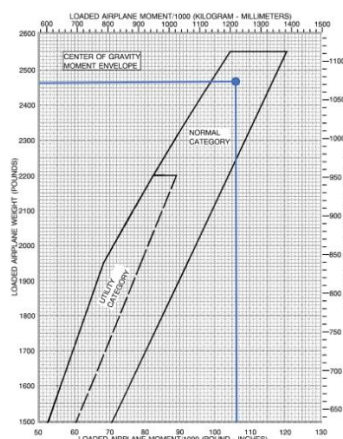 LOADED AIRPLANE MOMENT/1000 (KILOGRAM - MILLIMETERS)
600 700 800 900 1000 1100 1200 1300 1400 1500
2600
CENTER OF GRAVITY
MOMENT ENVELOPE
1100
2500
1050
2400
NORMAL
CATEGORY
1000
2300
2200
950
2100
900
LOADED AIRPLANE WEIGHT (POUNDS)
2000
850
1900
UTILITY
CATEGORY
800
1800
750
1700
700
1600
650
1500
50 60 70 80 90 100 110 120 130
LOADED AIRPLANE MOMENT/1000 (POUND - INCHES)